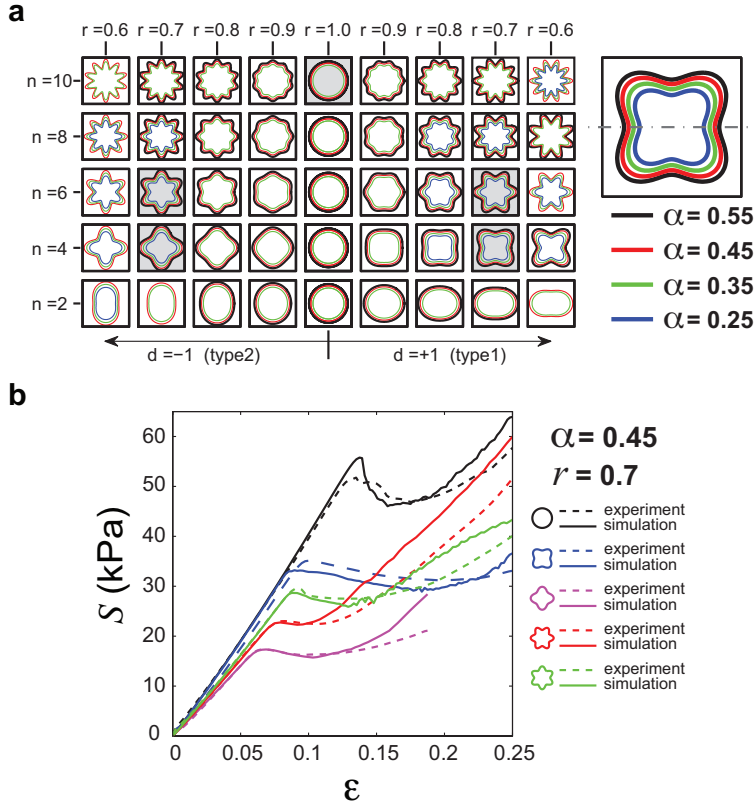 a
r =0.6 r =0.7 r =0.8 r =0.9 r =1.0 r =0.9 r =0.8 r =0.7 r =0.6
n =10
n =8
n =6
n =4
n =2
d =−1 (type2) d=+1 (type1)
α = 0.55
α = 0.45
α = 0.35
α = 0.25
b
60
50
40
30
20
10
0
S (kPa)
0 0.05 0.1 0.15 0.2 0.25
ε
α = 0.45
r = 0.7
experiment
simulation
experiment
simulation
experiment
simulation
experiment
simulation
experiment
simulation